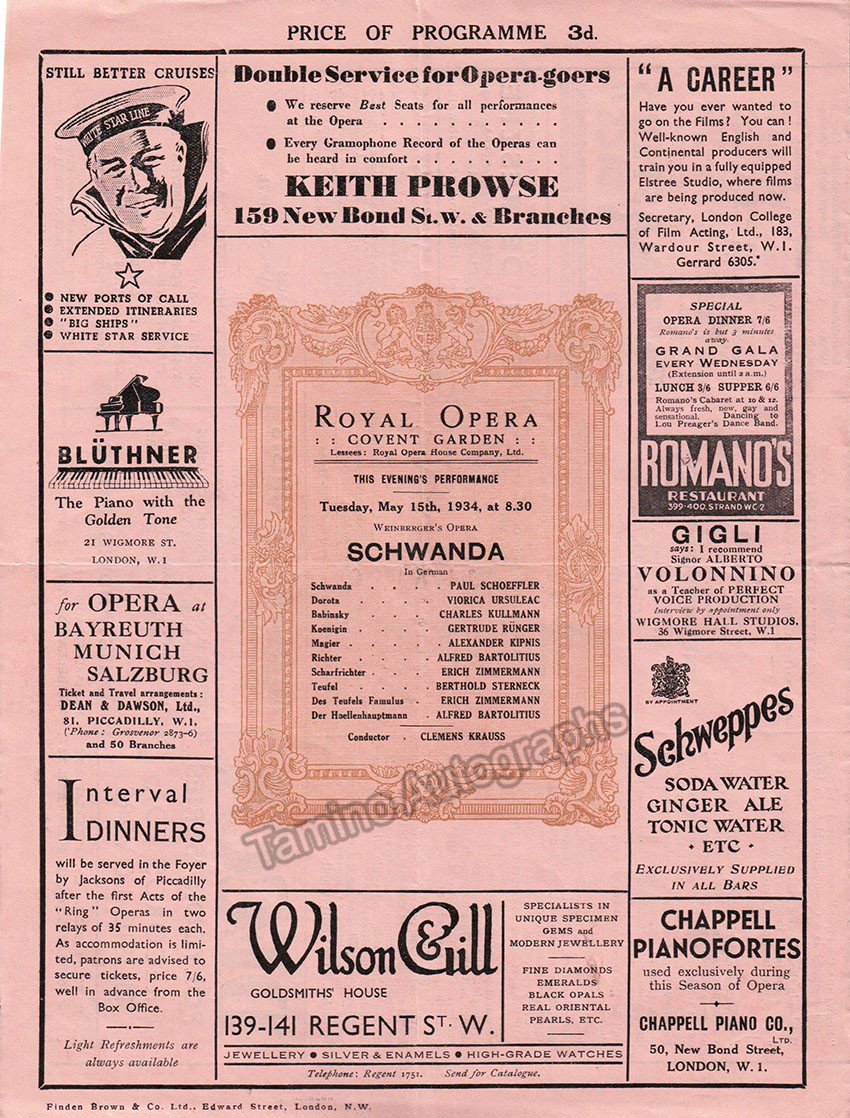 PRICE OF PROGRAMME 3d.
STILL BETTER CRUISES
WHITE STAR LINE
NEW PORTS OF CALL
EXTENDED ITINERARIES
"BIG SHIPS"
WHITE STAR SERVICE
BLÜTHNER
The Piano with the
Golden Tone
21 WIGMORE ST.
LONDON, W.1
for OPERA at
BAYREUTH
MUNICH
SALZBURG
Ticket and Travel arrangements:
DEAN & DAWSON, Ltd.,
81, PICCADILLY, W.1.
('Phone: Grosvenor 2873-6)
and 50 Branches
Interval
DINNERS
will be served in the Foyer
by Jacksons of Piccadilly
after the first Acts of the
"Ring" Operas in two
relays of 35 minutes each.
As accommodation is limi-
ted, patrons are advised to
secure tickets, price 7/6,
well in advance from the
Box Office.
Light Refreshments are
always available
Double Service for Opera-goers
● We reserve Best Seats for all performances
at the Opera . . . . . . . . . . .
● Every Gramophone Record of the Operas can
be heard in comfort . . . . . . . . .
KEITH PROWSE
159 New Bond St. W. & Branches
ROYAL OPERA
: : COVENT GARDEN : :
Lessees: Royal Opera House Company, Ltd.
THIS EVENING'S PERFORMANCE
Tuesday, May 15th, 1934, at 8.30
WEINBERGER'S OPERA
SCHWANDA
In German
Schwanda . . . . PAUL SCHOEFFLER
Dorota . . . . VIORICA URSULEAC
Babinsky . . . CHARLES KULLMANN
Koenigin . . . GERTRUDE RÜNGER
Magier . . . . ALEXANDER KIPNIS
Richter . . . ALFRED BARTOLITIUS
Scharfrichter . . . ERICH ZIMMERMANN
Teufel . . . BERTHOLD STERNECK
Des Teufels Famulus . ERICH ZIMMERMANN
Der Hoellenhauptmann . ALFRED BARTOLITIUS
Conductor . CLEMENS KRAUSS
Tamino Autographs
Wilson & Gill
GOLDSMITHS' HOUSE
139-141 REGENT ST. W.
SPECIALISTS IN
UNIQUE SPECIMEN
GEMS and
MODERN JEWELLERY
FINE DIAMONDS
EMERALDS
BLACK OPALS
REAL ORIENTAL
PEARLS, ETC.
JEWELLERY ● SILVER & ENAMELS ● HIGH-GRADE WATCHES
Telephone: Regent 1751. Send for Catalogue.
"A CAREER"
Have you ever wanted to
go on the Films? You can!
Well-known English and
Continental producers will
train you in a fully equipped
Elstree Studio, where films
are being produced now.
Secretary, London College
of Film Acting, Ltd., 183,
Wardour Street, W.1.
Gerrard 6305.*
SPECIAL
OPERA DINNER 7/6
Romano's is but 3 minutes
away.
GRAND GALA
EVERY WEDNESDAY
(Extension until 2 a.m.)
LUNCH 3/6 SUPPER 6/6
Romano's Cabaret at 10 & 12.
Always fresh, new, gay and
sensational. Dancing to
Lou Preager's Dance Band.
ROMANO'S
RESTAURANT
399-400. STRAND WC2
GIGLI
says: I recommend
Signor ALBERTO
VOLONNINO
as a Teacher of PERFECT
VOICE PRODUCTION
Interview by appointment only
WIGMORE HALL STUDIOS.
36 Wigmore Street, W.1
BY APPOINTMENT
Schweppes
SODA WATER
GINGER ALE
TONIC WATER
· ETC ·
EXCLUSIVELY SUPPLIED
IN ALL BARS
CHAPPELL
PIANOFORTES
used exclusively during
this Season of Opera
CHAPPELL PIANO CO.,
LTD.
50, New Bond Street,
LONDON, W.1.
Finden Brown & Co. Ltd., Edward Street, London, N.W.